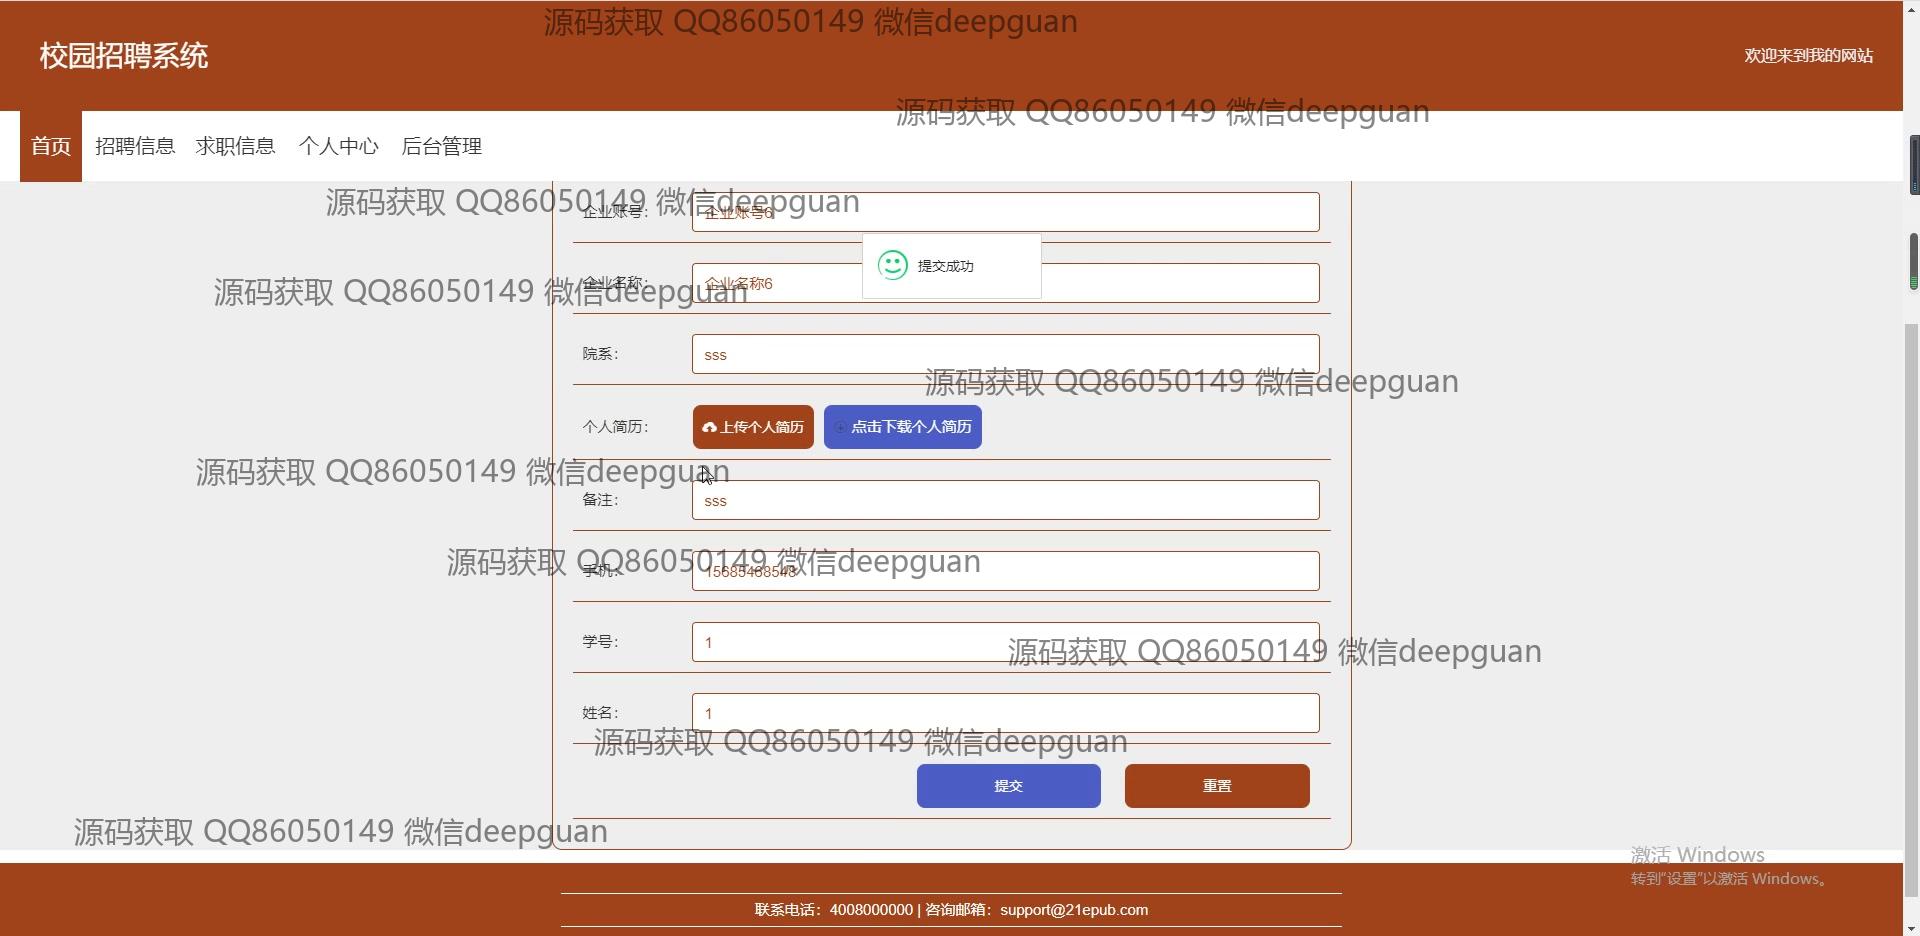 源码获取 QQ86050149 微信deepguan
校园招聘系统
欢迎来到我的网站
源码获取 QQ86050149 微信deepguan
首页 招聘信息 求职信息 个人中心 后台管理
源码获取 QQ86050149 微信deepguan
企业账号： 企业账号6
提交成功
企业名称： 企业名称6
源码获取 QQ86050149 微信deepguan
院系： sss
源码获取 QQ86050149 微信deepguan
个人简历： 上传个人简历 点击下载个人简历
源码获取 QQ86050149 微信deepguan
备注： sss
源码获取 QQ86050149 微信deepguan
手机： 15685468548
学号： 1
源码获取 QQ86050149 微信deepguan
姓名： 1
源码获取 QQ86050149 微信deepguan
提交 重置
源码获取 QQ86050149 微信deepguan
激活 Windows
转到"设置"以激活 Windows。
联系电话：4008000000 | 咨询邮箱：support@21epub.com